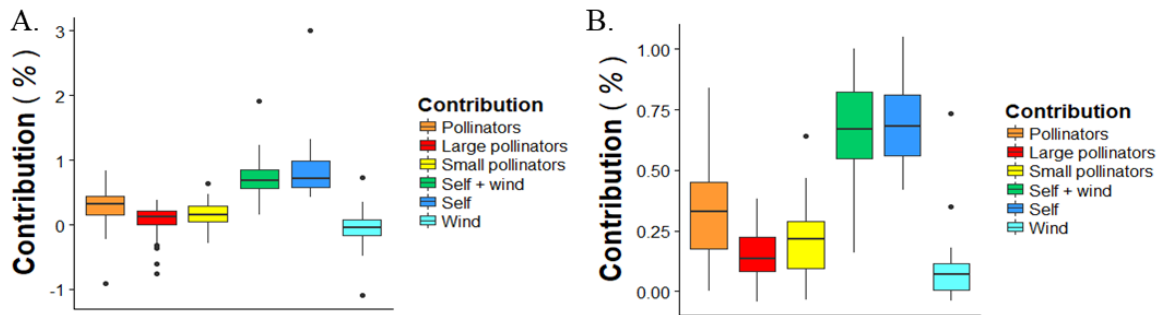 A.
Contribution ( % )
3
2
1
0
-1
Contribution
Pollinators
Large pollinators
Small pollinators
Self + wind
Self
Wind
B.
Contribution ( % )
1.00
0.75
0.50
0.25
0.00
Contribution
Pollinators
Large pollinators
Small pollinators
Self + wind
Self
Wind